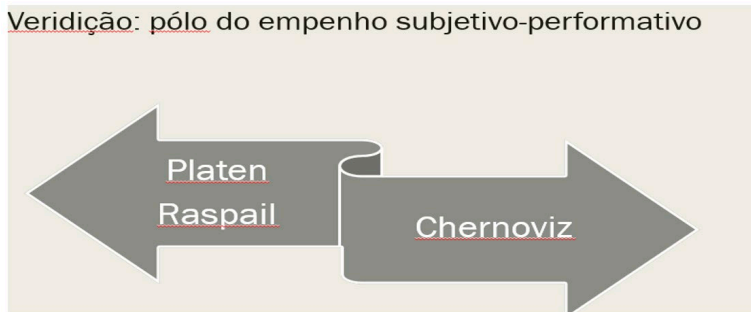 Veridição: pólo do empenho subjetivo-performativo
Platen
Raspail
Chernoviz